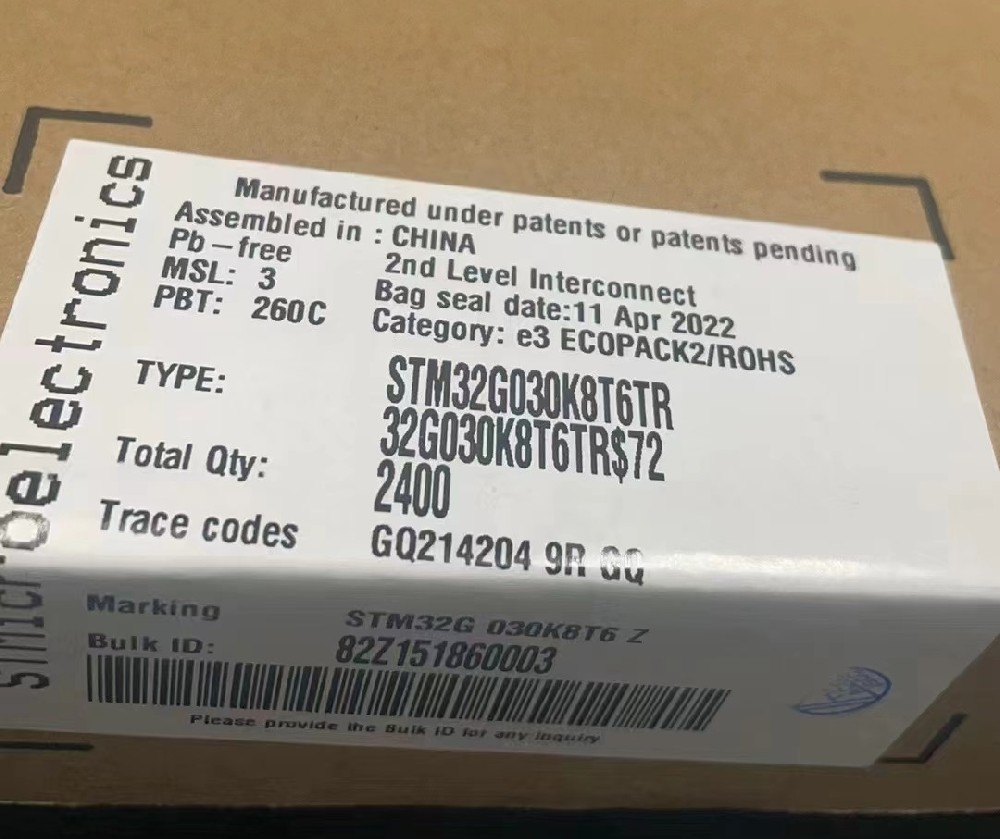 STMicroelectronics
Manufactured under patents or patents pending
Assembled in : CHINA
Pb-free 2nd Level Interconnect
MSL: 3 Bag seal date:11 Apr 2022
PBT: 260C Category: e3 ECOPACK2/ROHS
TYPE: STM32G030K8T6TR
32G030K8T6TR$72
Total Qty: 2400
Trace codes GQ214204 9R GQ
Marking STM32G 030K8T6 Z
Bulk ID: 82Z151860003
Please provide the Bulk ID for any inquiry